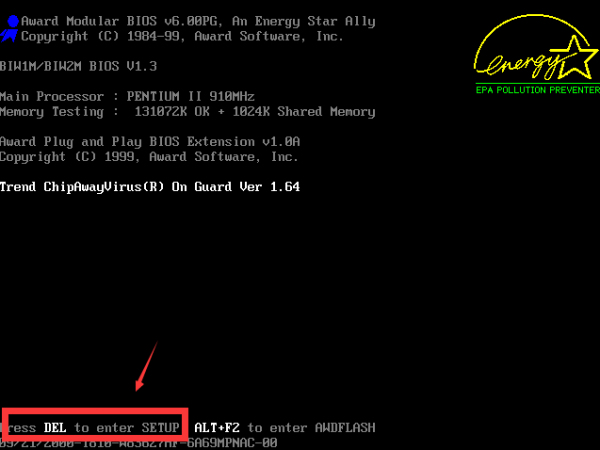 Award Modular BIOS v6.00PG, An Energy Star Ally
Copyright (C) 1984-99, Award Software, Inc.
BIW1M/BIW2M BIOS V1.3
Main Processor : PENTIUM II 910MHz
Memory Testing : 131072K OK + 1024K Shared Memory
Award Plug and Play BIOS Extension v1.0A
Copyright (C) 1999, Award Software, Inc.
Trend ChipAwayVirus(R) On Guard Ver 1.64
energy
EPA POLLUTION PREVENTER
Press DEL to enter SETUP, ALT+F2 to enter AWDFLASH
09/21/2000-i810-W83627HF-6A69MPNAC-00